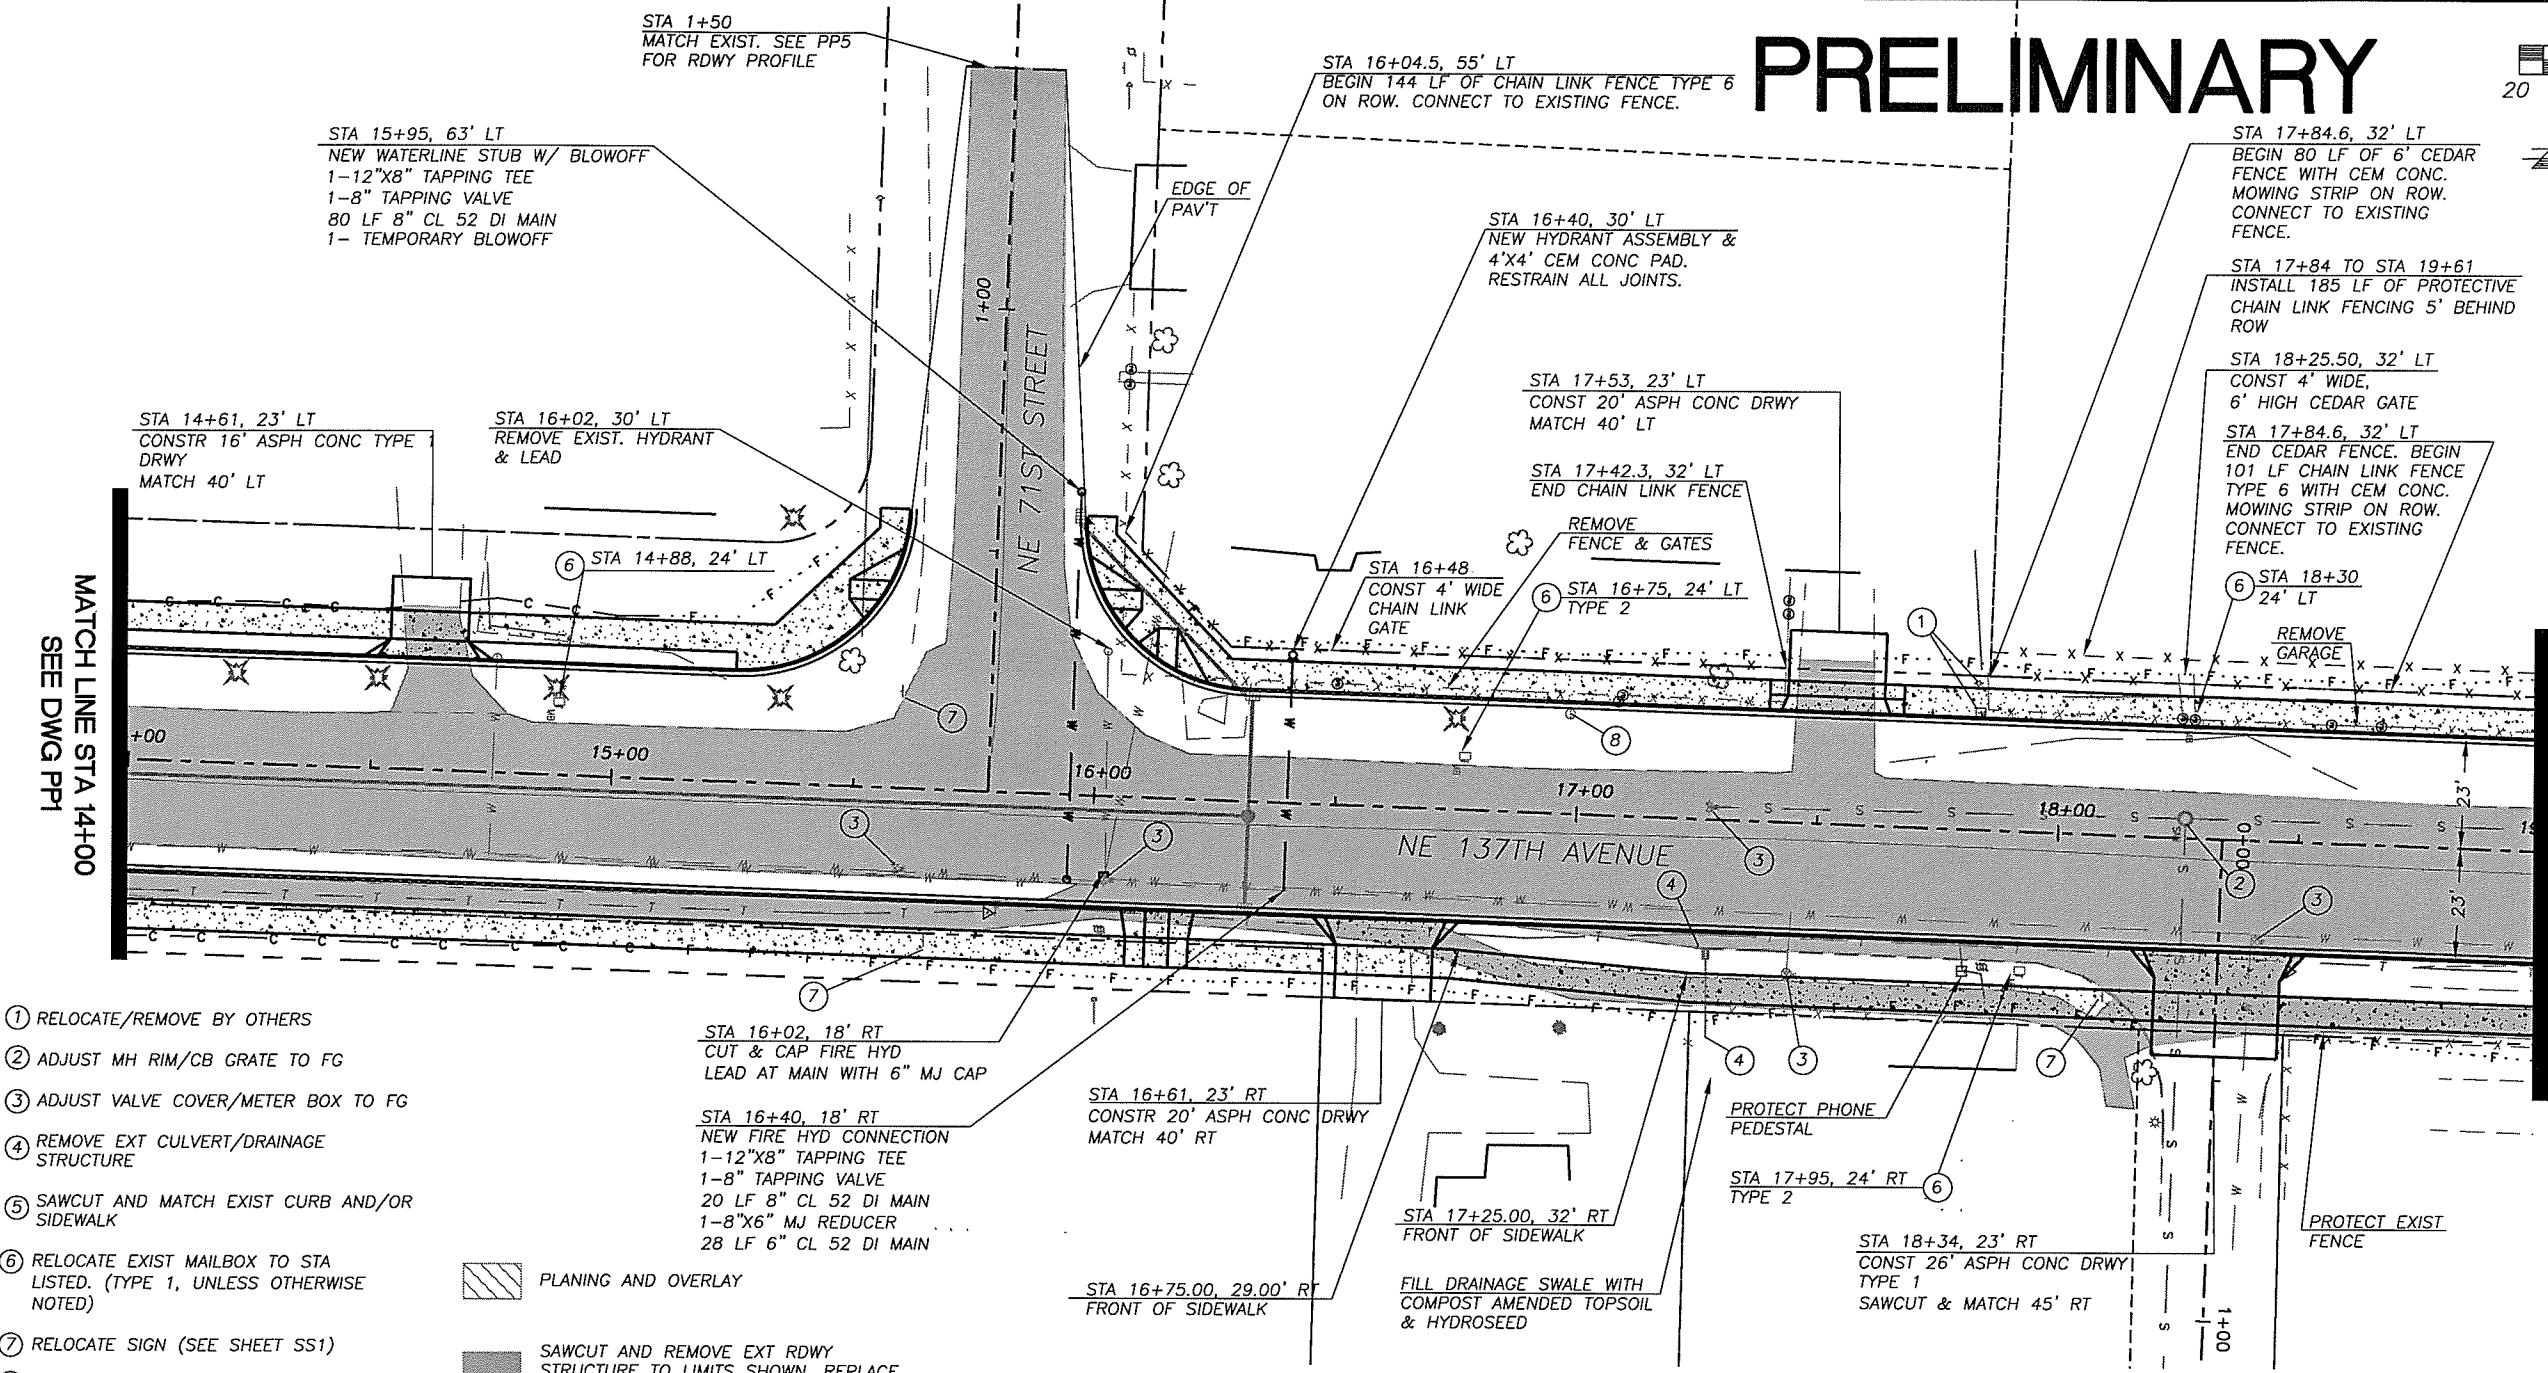 STA 1+50
MATCH EXIST. SEE PP5
FOR RDWY PROFILE
STA 16+04.5, 55' LT
BEGIN 144 LF OF CHAIN LINK FENCE TYPE 6
ON ROW. CONNECT TO EXISTING FENCE.
PRELIMINARY
20
STA 15+95, 63' LT
NEW WATERLINE STUB W/ BLOWOFF
1-12"X8" TAPPING TEE
1-8" TAPPING VALVE
80 LF 8" CL 52 DI MAIN
1- TEMPORARY BLOWOFF
EDGE OF
PAV'T
STA 16+40, 30' LT
NEW HYDRANT ASSEMBLY &
4'X4' CEM CONC PAD.
RESTRAIN ALL JOINTS.
STA 17+84.6, 32' LT
BEGIN 80 LF OF 6' CEDAR
FENCE WITH CEM CONC.
MOWING STRIP ON ROW.
CONNECT TO EXISTING
FENCE.
STA 17+84 TO STA 19+61
INSTALL 185 LF OF PROTECTIVE
CHAIN LINK FENCING 5' BEHIND
ROW
STA 18+25.50, 32' LT
CONST 4' WIDE,
6' HIGH CEDAR GATE
STA 17+84.6, 32' LT
END CEDAR FENCE. BEGIN
101 LF CHAIN LINK FENCE
TYPE 6 WITH CEM CONC.
MOWING STRIP ON ROW.
CONNECT TO EXISTING
FENCE.
6 STA 18+30
24' LT
REMOVE
GARAGE
STA 14+61, 23' LT
CONSTR 16' ASPH CONC TYPE 1
DRWY
MATCH 40' LT
STA 16+02, 30' LT
REMOVE EXIST. HYDRANT
& LEAD
STA 17+53, 23' LT
CONST 20' ASPH CONC DRWY
MATCH 40' LT
STA 17+42.3, 32' LT
END CHAIN LINK FENCE
REMOVE
FENCE & GATES
6 STA 14+88, 24' LT
STA 16+48
CONST 4' WIDE
CHAIN LINK
GATE
6 STA 16+75, 24' LT
TYPE 2
1
1+00
NE 71ST STREET
7
8
MATCH LINE STA 14+00
SEE DWG PP1
+00
15+00
16+00
17+00
18+00
0+00
23'
23'
NE 137TH AVENUE
3
3
3
4
2
3
7
4
3
7
1 RELOCATE/REMOVE BY OTHERS
2 ADJUST MH RIM/CB GRATE TO FG
3 ADJUST VALVE COVER/METER BOX TO FG
4 REMOVE EXT CULVERT/DRAINAGE
STRUCTURE
5 SAWCUT AND MATCH EXIST CURB AND/OR
SIDEWALK
6 RELOCATE EXIST MAILBOX TO STA
LISTED. (TYPE 1, UNLESS OTHERWISE
NOTED)
7 RELOCATE SIGN (SEE SHEET SS1)
PLANING AND OVERLAY
SAWCUT AND REMOVE EXT RDWY
STRUCTURE TO LIMITS SHOWN. REPLACE
STA 16+02, 18' RT
CUT & CAP FIRE HYD
LEAD AT MAIN WITH 6" MJ CAP
STA 16+40, 18' RT
NEW FIRE HYD CONNECTION
1-12"X8" TAPPING TEE
1-8" TAPPING VALVE
20 LF 8" CL 52 DI MAIN
1-8"X6" MJ REDUCER
28 LF 6" CL 52 DI MAIN
STA 16+61, 23' RT
CONSTR 20' ASPH CONC DRWY
MATCH 40' RT
STA 16+75.00, 29.00' RT
FRONT OF SIDEWALK
STA 17+25.00, 32' RT
FRONT OF SIDEWALK
FILL DRAINAGE SWALE WITH
COMPOST AMENDED TOPSOIL
& HYDROSEED
PROTECT PHONE
PEDESTAL
STA 17+95, 24' RT 6
TYPE 2
STA 18+34, 23' RT
CONST 26' ASPH CONC DRWY
TYPE 1
SAWCUT & MATCH 45' RT
PROTECT EXIST
FENCE
1+00